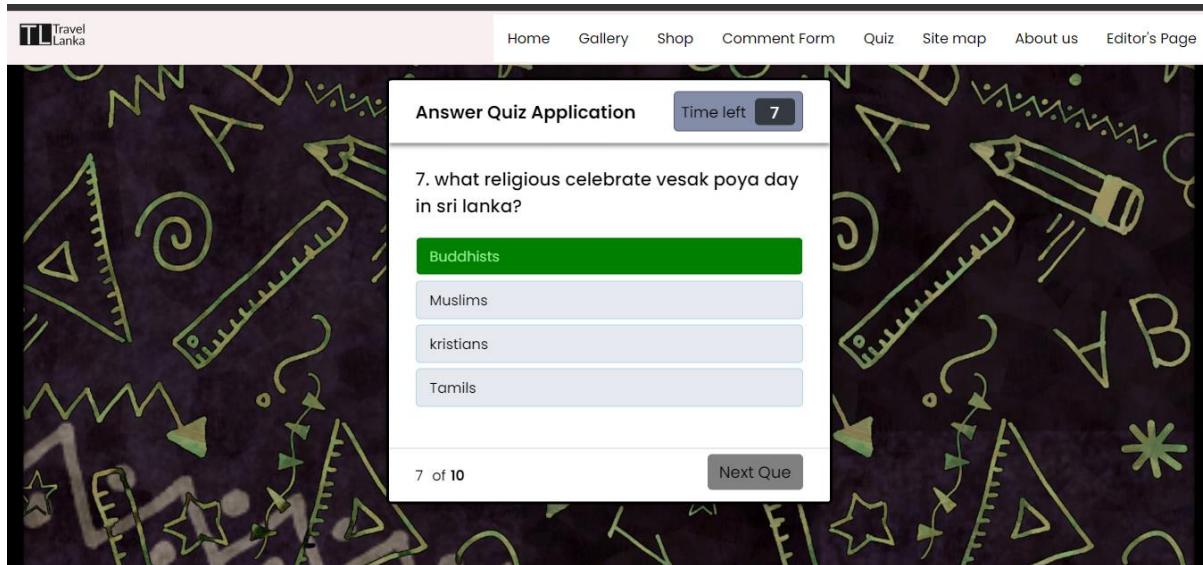 TL Travel
Lanka
Home Gallery Shop Comment Form Quiz Site map About us Editor's Page
Answer Quiz Application
Time left 7
7. what religious celebrate vesak poya day
in sri lanka?
Buddhists
Muslims
kristians
Tamils
7 of 10
Next Que